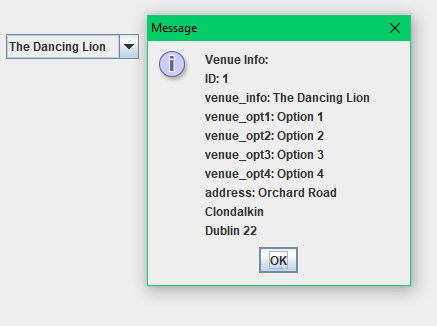 Message
The Dancing Lion
Venue Info:
ID: 1
venue_info: The Dancing Lion
venue_opt1: Option 1
venue_opt2: Option 2
venue_opt3: Option 3
venue_opt4: Option 4
address: Orchard Road
Clondalkin
Dublin 22
OK